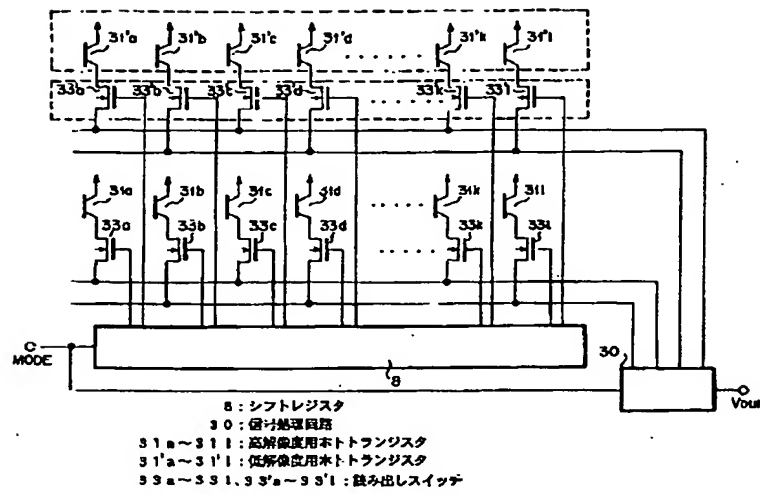 31'a 31'b 31'c 31'd 31'k 31'l
33'b 33'd 33'k 33'l
31a 31b 31c 31d 31k 31l
33a 33b 33c 33d 33k 33l
MODE
8
30
Vout
8:シフトレジスタ
30:信号処理回路
31a〜31l:高解像度用ホトトランジスタ
31'a〜31'l:低解像度用ホトトランジスタ
33a〜33l、33'a〜33'l:読み出しスイッチ